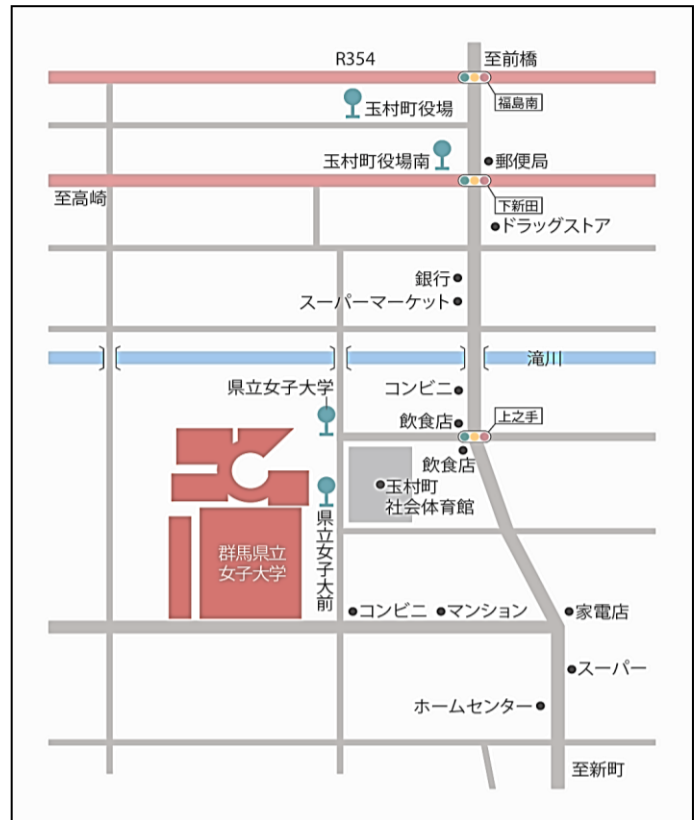 R354
至前橋
福島南
玉村町役場
玉村町役場南
郵便局
至高崎
下新田
ドラッグストア
銀行
スーパーマーケット
滝川
県立女子大学
コンビニ
飲食店
上之手
飲食店
玉村町
社会体育館
県立女子大前
群馬県立
女子大学
コンビニ
マンション
家電店
スーパー
ホームセンター
至新町